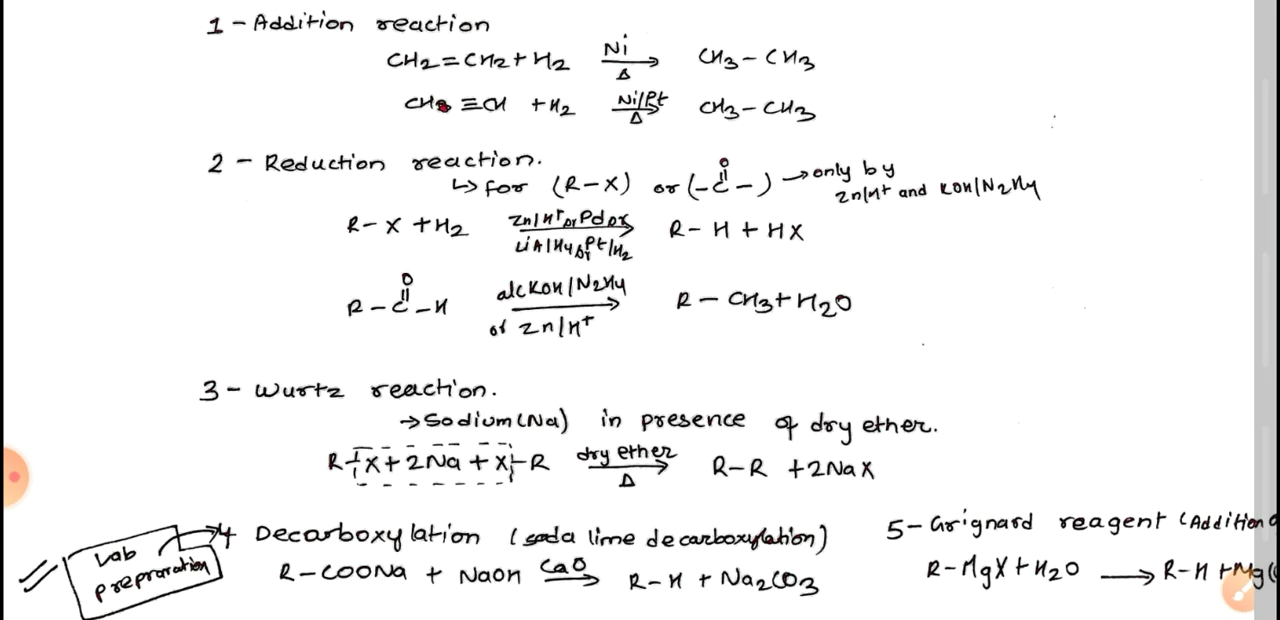 1 - Addition reaction
CH2=CH2+H2 Ni/Δ → CH3-CH3
CH≡CH +H2 Ni/Pt/Δ → CH3-CH3
2 - Reduction reaction.
↳ for (R-X) or (-C(=O)-) → only by
Zn/H+ and KOH/N2H4
R-X+H2 Zn/H+ or Pd or → R-H+HX
LiAlH4 or Pt/H2
O
R-C-H alc KOH/N2H4 → R-CH3+H2O
or Zn/H+
3 - Wurtz reaction.
→ Sodium(Na) in presence of dry ether.
R-X+2Na+X-R dry ether/Δ → R-R +2NaX
4 Decarboxylation (soda lime decarboxylation)
Lab prepraration
R-COONa + NaOH CaO → R-H + Na2CO3
5- Grignard reagent (Addition
R-MgX+H2O → R-H +Mg(